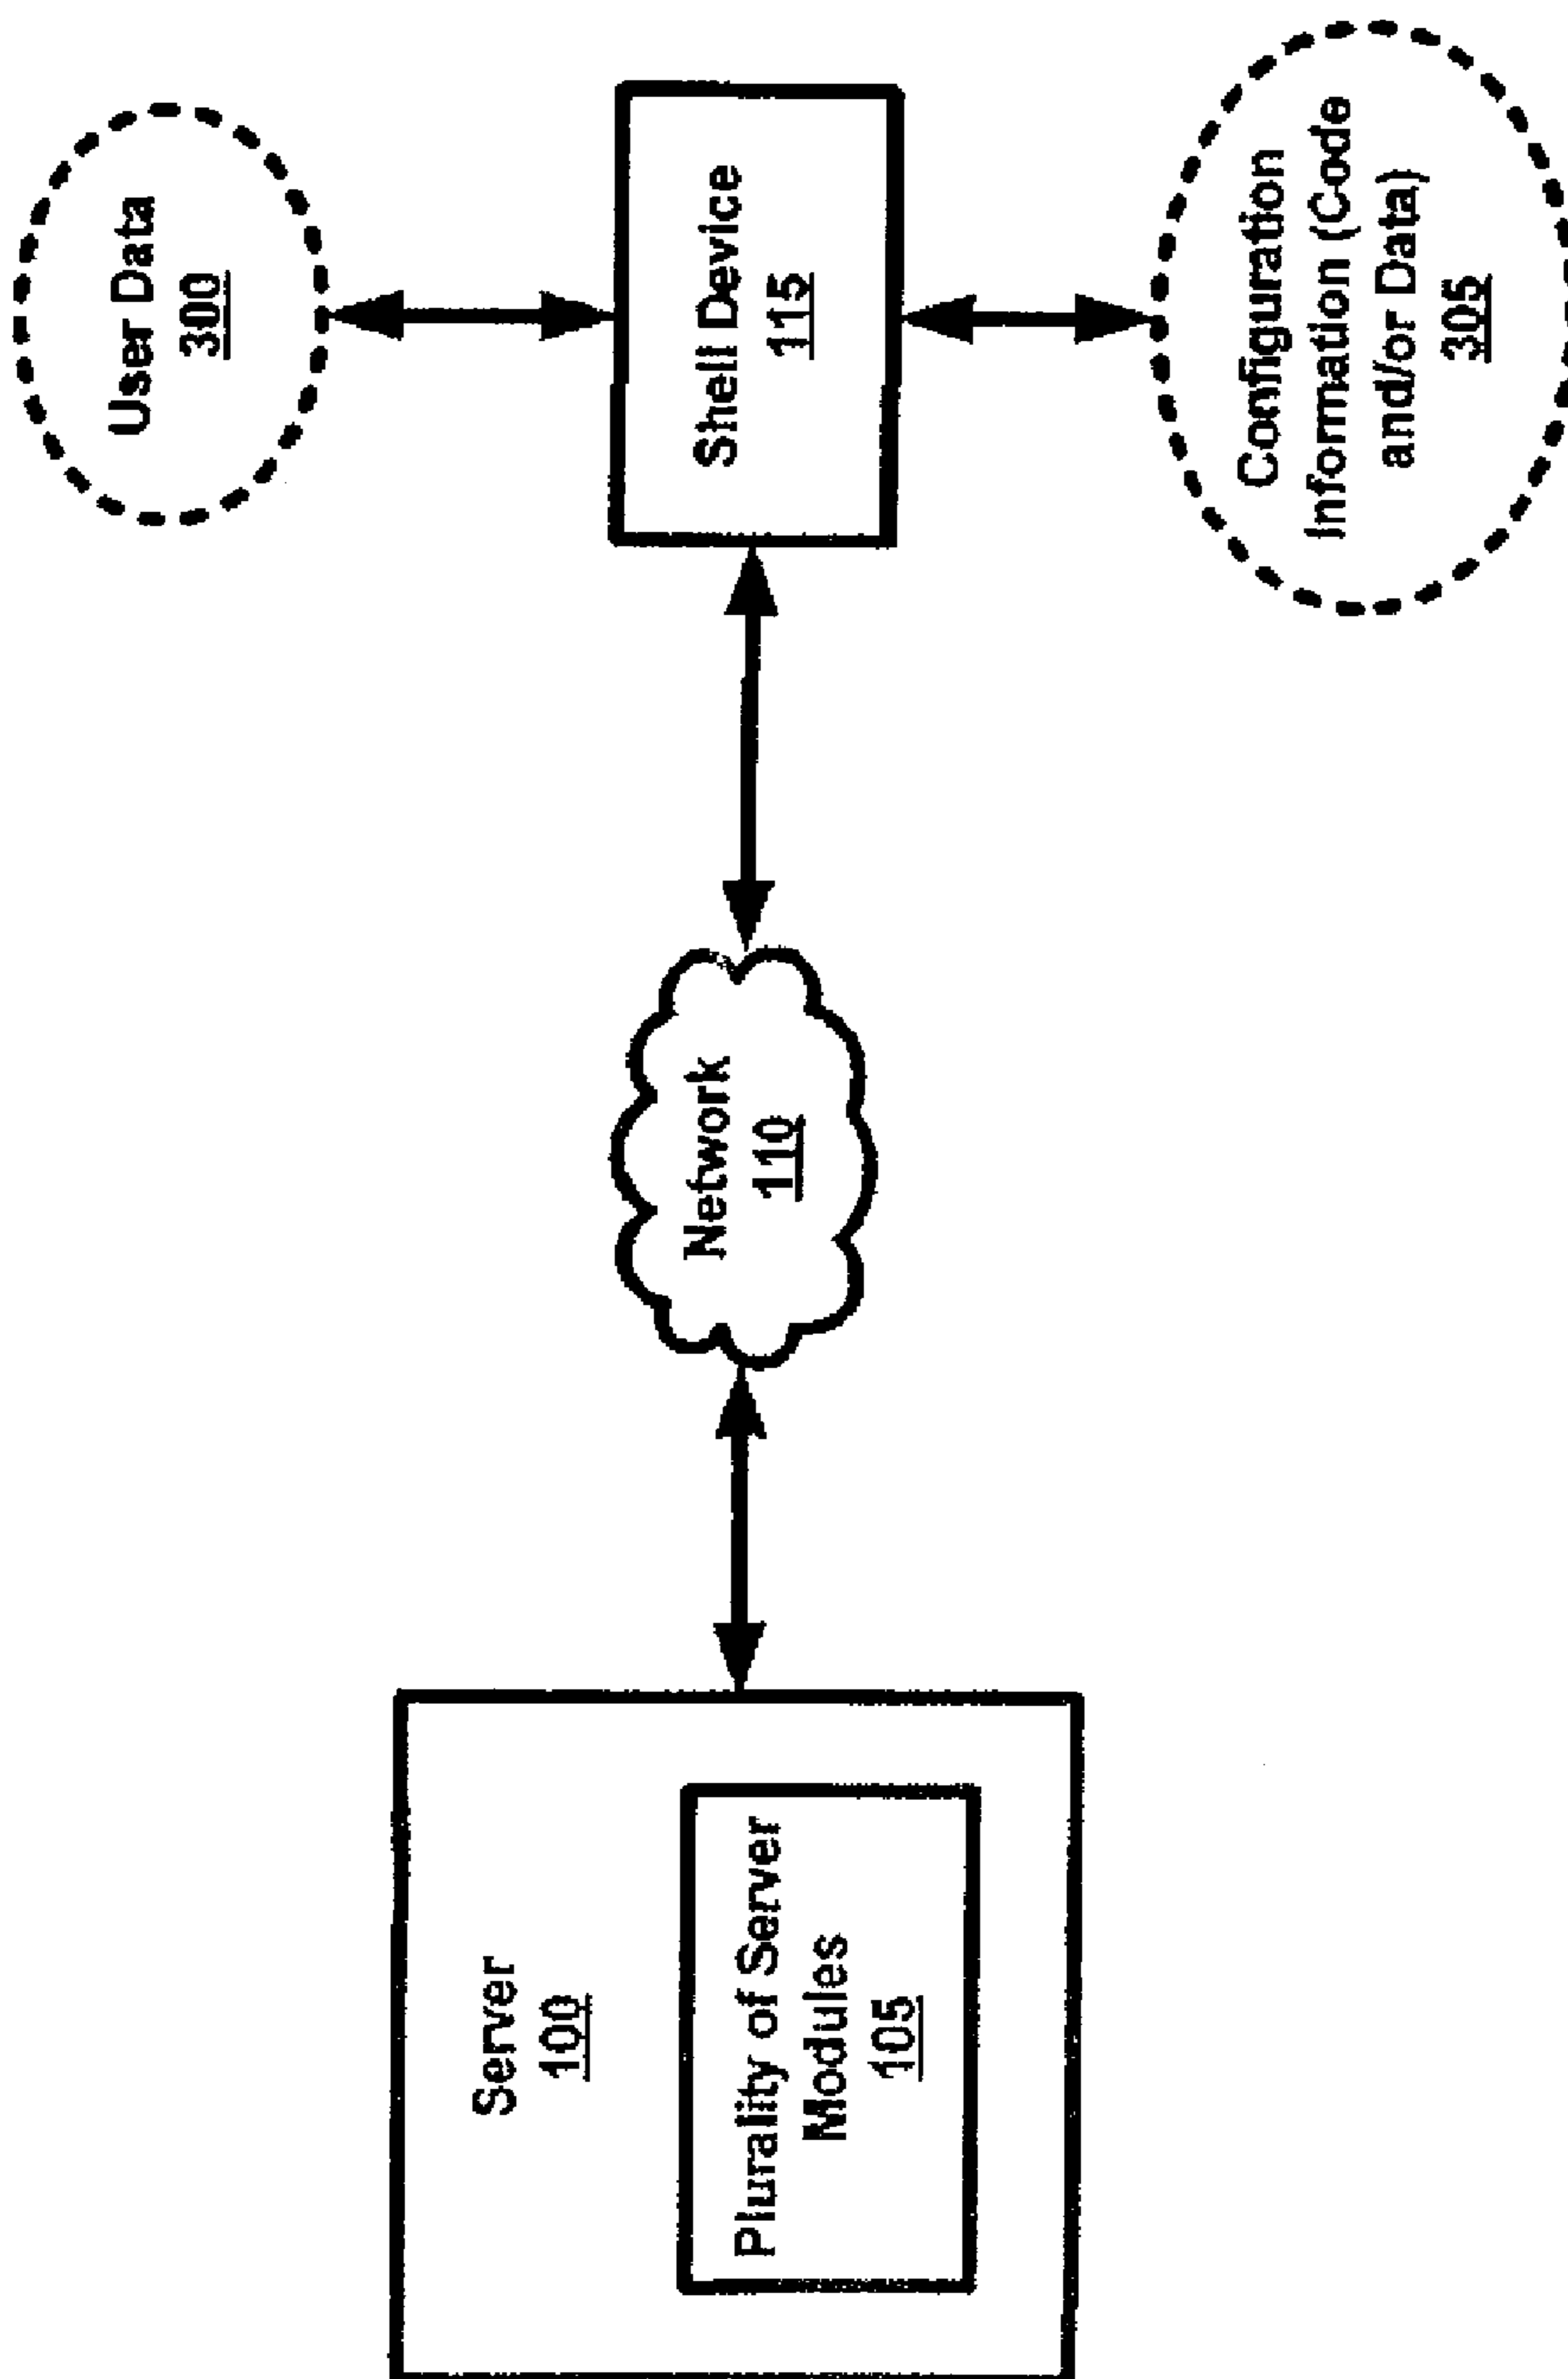 Server
100
Plurality of Server
Modules
105
Network
110
User Data
300
Shell Device
115
Configuration
Information (Code
and/or Data)
305